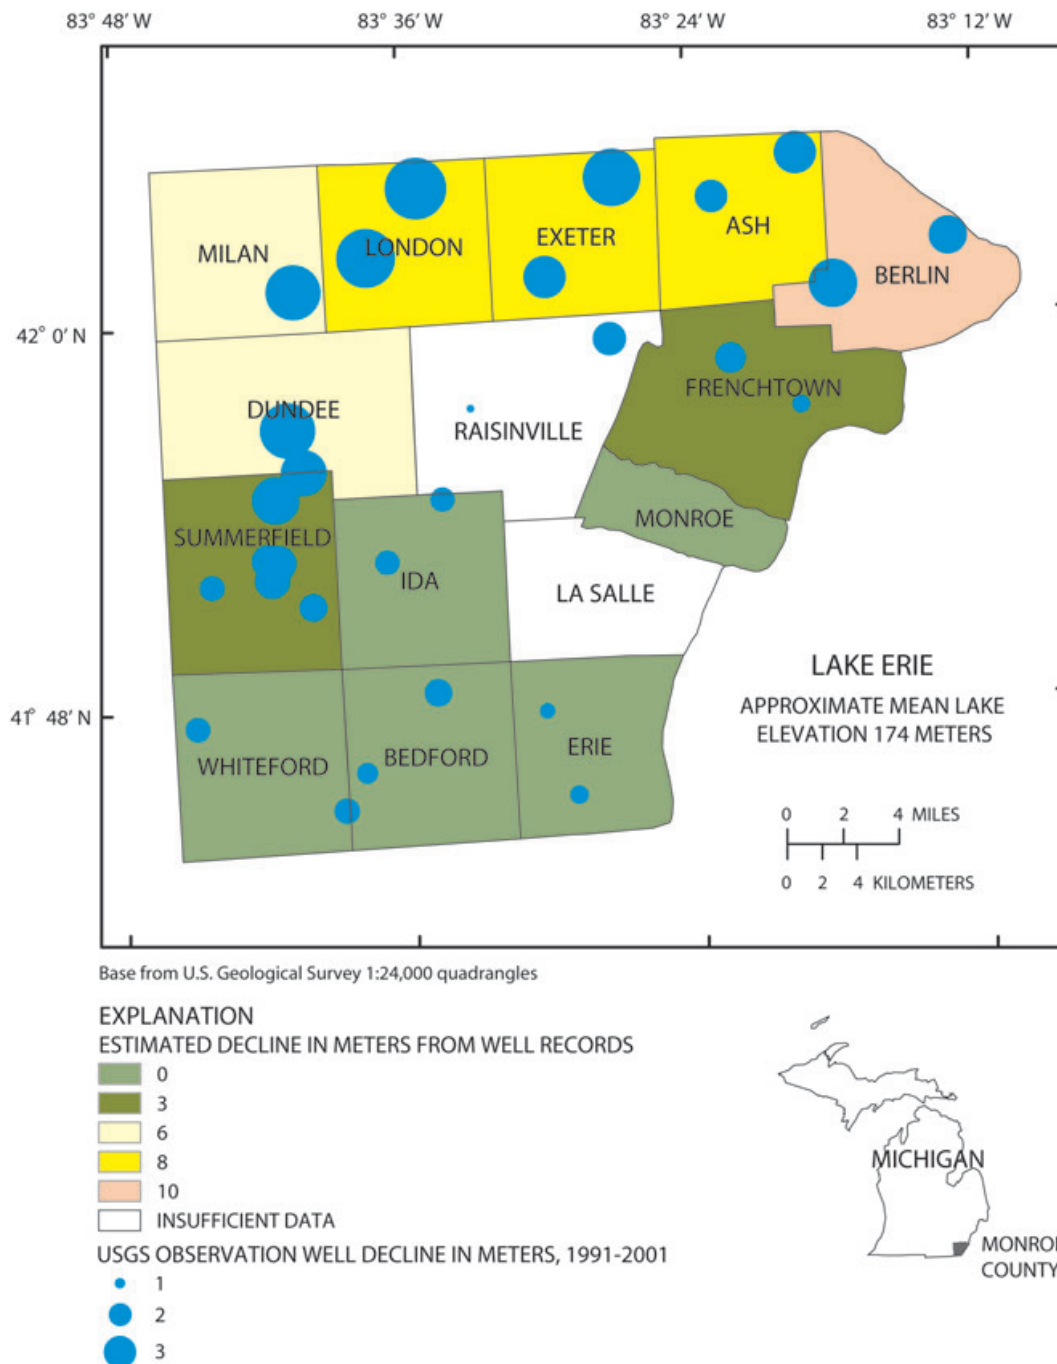 83° 48′ W 83° 36′ W 83° 24′ W 83° 12′ W
MILAN
LONDON
EXETER
ASH
BERLIN
42° 0′ N
DUNDEE
RAISINVILLE
FRENCHTOWN
SUMMERFIELD
MONROE
IDA
LA SALLE
LAKE ERIE
APPROXIMATE MEAN LAKE
ELEVATION 174 METERS
41° 48′ N
WHITEFORD
BEDFORD
ERIE
0 2 4 MILES
0 2 4 KILOMETERS
Base from U.S. Geological Survey 1:24,000 quadrangles
EXPLANATION
ESTIMATED DECLINE IN METERS FROM WELL RECORDS
0
3
6
8
10
INSUFFICIENT DATA
USGS OBSERVATION WELL DECLINE IN METERS, 1991-2001
1
2
3
MICHIGAN
MONROE
COUNTY